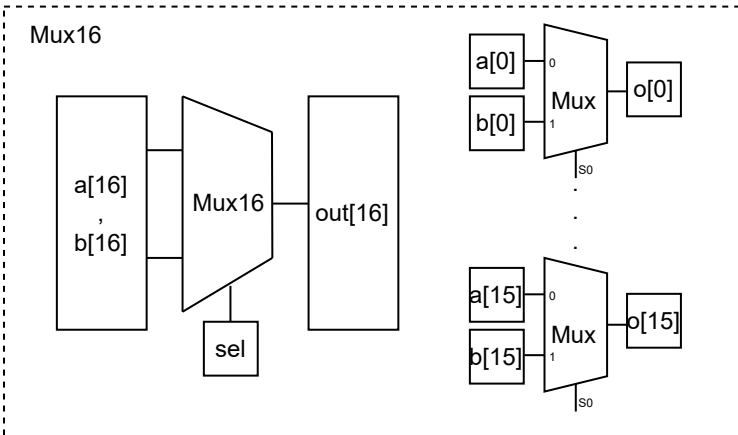 Mux16
a[16]
,
b[16]
Mux16
out[16]
sel
a[0]
0
b[0]
1
Mux
o[0]
S0
.
.
.
a[15]
0
b[15]
1
Mux
o[15]
S0